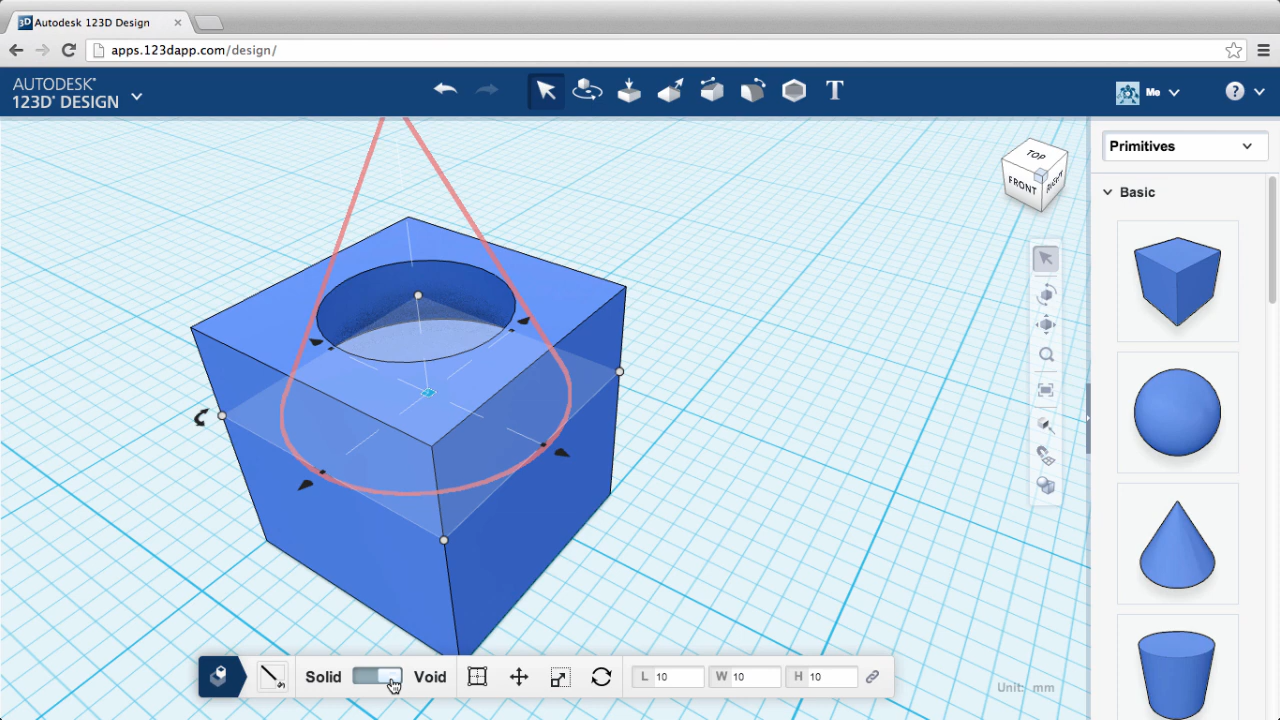 Autodesk 123D Design
apps.123dapp.com/design/
AUTODESK®
123D® DESIGN
T
Me
?
Primitives
Basic
TOP
FRONT
RIGHT
Solid
Void
L 10
W 10
H 10
Unit: mm